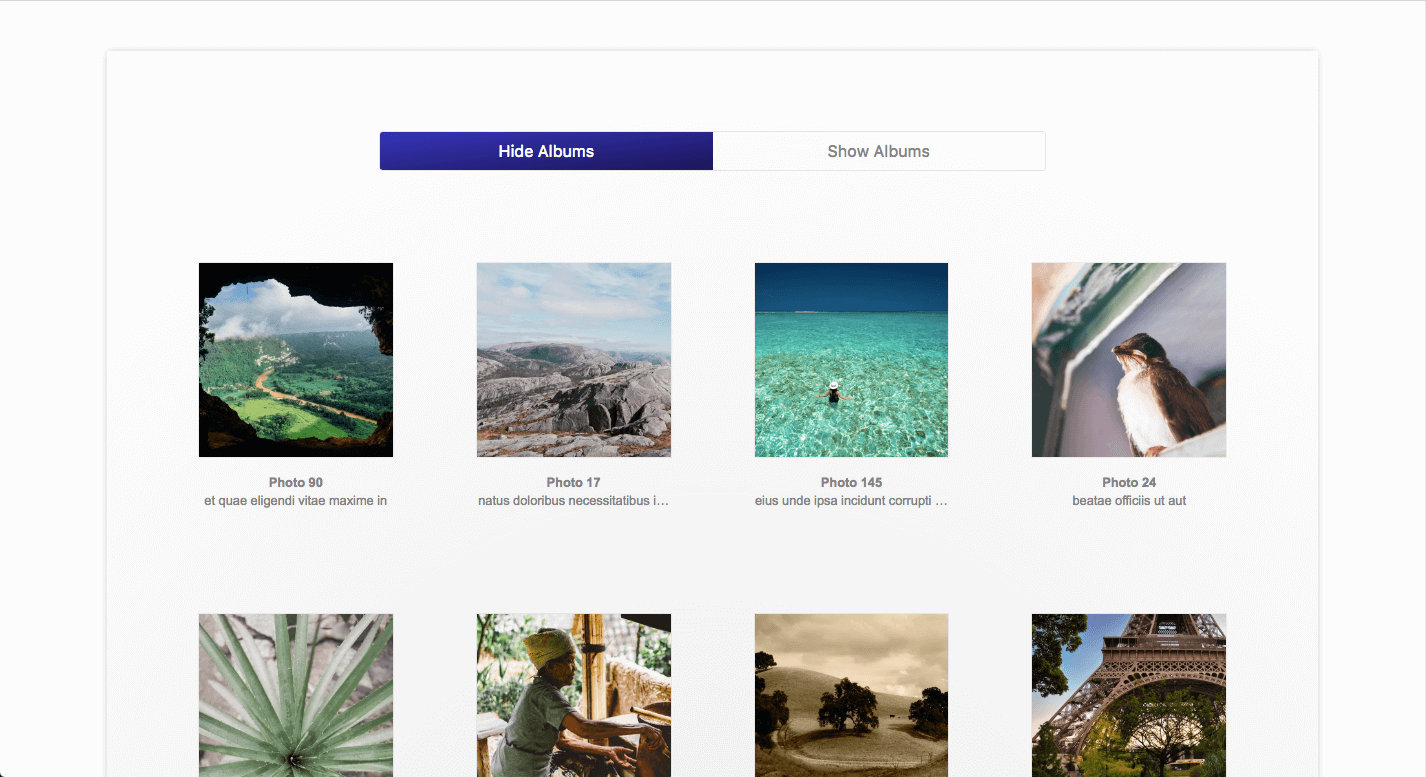 Hide Albums
Show Albums
Photo 90
et quae eligendi vitae maxime in
Photo 17
natus doloribus necessitatibus i…
Photo 145
eius unde ipsa incidunt corrupti …
Photo 24
beatae officiis ut aut